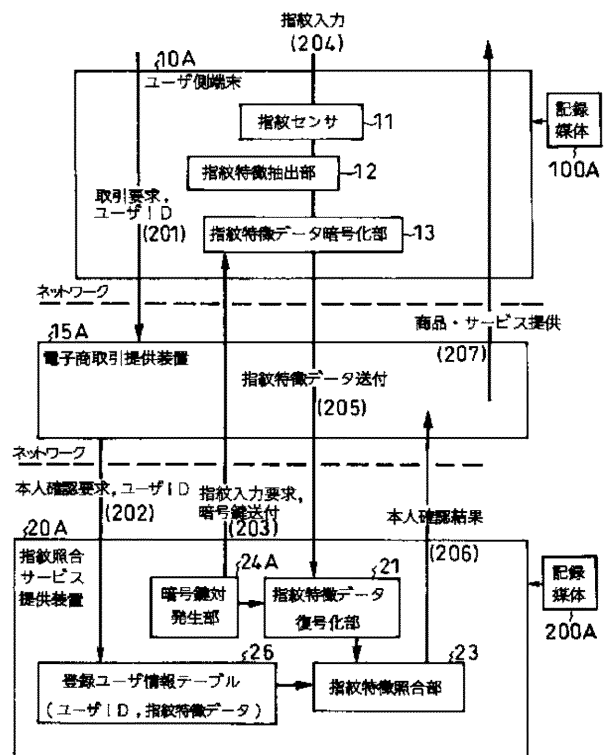 指紋入力
(204)
10A
ユーザ側端末
指紋センサ
11
記録
媒体
100A
指紋特徴抽出部
12
取引要求,
ユーザID
(201)
指紋特徴データ暗号化部
13
ネットワーク
15A
商品・サービス提供
(207)
電子商取引提供装置
指紋特徴データ送付
(205)
ネットワーク
本人確認要求,ユーザID
(202)
指紋入力要求,
暗号鍵送付
(203)
本人確認結果
(206)
20A
指紋照合
サービス
提供装置
24A
暗号鍵対
発生部
21
指紋特徴データ
復号化部
記録
媒体
200A
26
登録ユーザ情報テーブル
(ユーザID,指紋特徴データ)
23
指紋特徴照合部